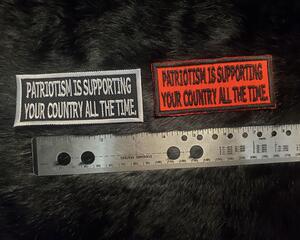 PATRIOTISM IS SUPPORTING
YOUR COUNTRY ALL THE TIME.
PATRIOTISM IS SUPPORTING
YOUR COUNTRY ALL THE TIME.